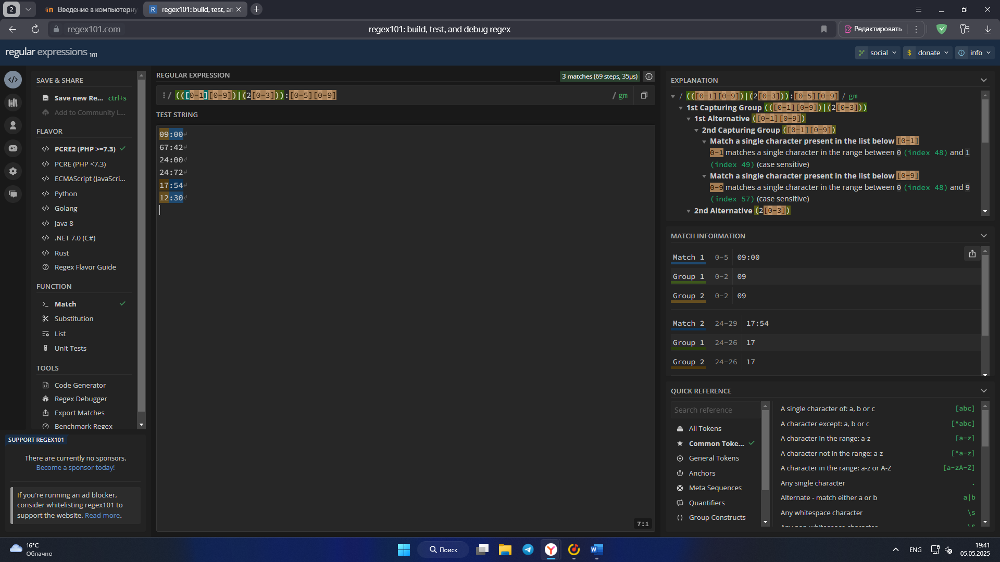 2
Введение в компьютерну
regex101: build, test, an
regex101.com
regex101: build, test, and debug regex
Редактировать
regular expressions 101
social
$ donate
info
SAVE & SHARE
Save new Re... ctrl+s
Add to Community L...
FLAVOR
</> PCRE2 (PHP >=7.3)
</> PCRE (PHP <7.3)
</> ECMAScript (JavaScri...
</> Python
</> Golang
</> Java 8
</> .NET 7.0 (C#)
</> Rust
Regex Flavor Guide
FUNCTION
Match
Substitution
List
Unit Tests
TOOLS
Code Generator
Regex Debugger
Export Matches
Benchmark Regex
SUPPORT REGEX101
There are currently no sponsors.
Become a sponsor today!
If you're running an ad blocker,
consider whitelisting regex101 to
support the website. Read more.
REGULAR EXPRESSION
3 matches (69 steps, 35μs)
/ (([0-1][0-9])|(2[0-3])):[0-5][0-9] / gm
TEST STRING
09:00
67:42
24:00
24:72
17:54
12:30
7:1
EXPLANATION
/ (([0-1][0-9])|(2[0-3])):[0-5][0-9] / gm
1st Capturing Group (([0-1][0-9])|(2[0-3]))
1st Alternative ([0-1][0-9])
2nd Capturing Group ([0-1][0-9])
Match a single character present in the list below [0-1]
0-1 matches a single character in the range between 0 (index 48) and 1
(index 49) (case sensitive)
Match a single character present in the list below [0-9]
0-9 matches a single character in the range between 0 (index 48) and 9
(index 57) (case sensitive)
2nd Alternative (2[0-3])
MATCH INFORMATION
Match 1 0-5 09:00
Group 1 0-2 09
Group 2 0-2 09
Match 2 24-29 17:54
Group 1 24-26 17
Group 2 24-26 17
QUICK REFERENCE
Search reference
All Tokens
Common Toke...
General Tokens
Anchors
Meta Sequences
Quantifiers
Group Constructs
A single character of: a, b or c [abc]
A character except: a, b or c [^abc]
A character in the range: a-z [a-z]
A character not in the range: a-z [^a-z]
A character in the range: a-z or A-Z [a-zA-Z]
Any single character .
Alternate - match either a or b a|b
Any whitespace character \s
Any non-whitespace character \S
16°C
Облачно
Поиск
ENG
19:41
05.05.2025